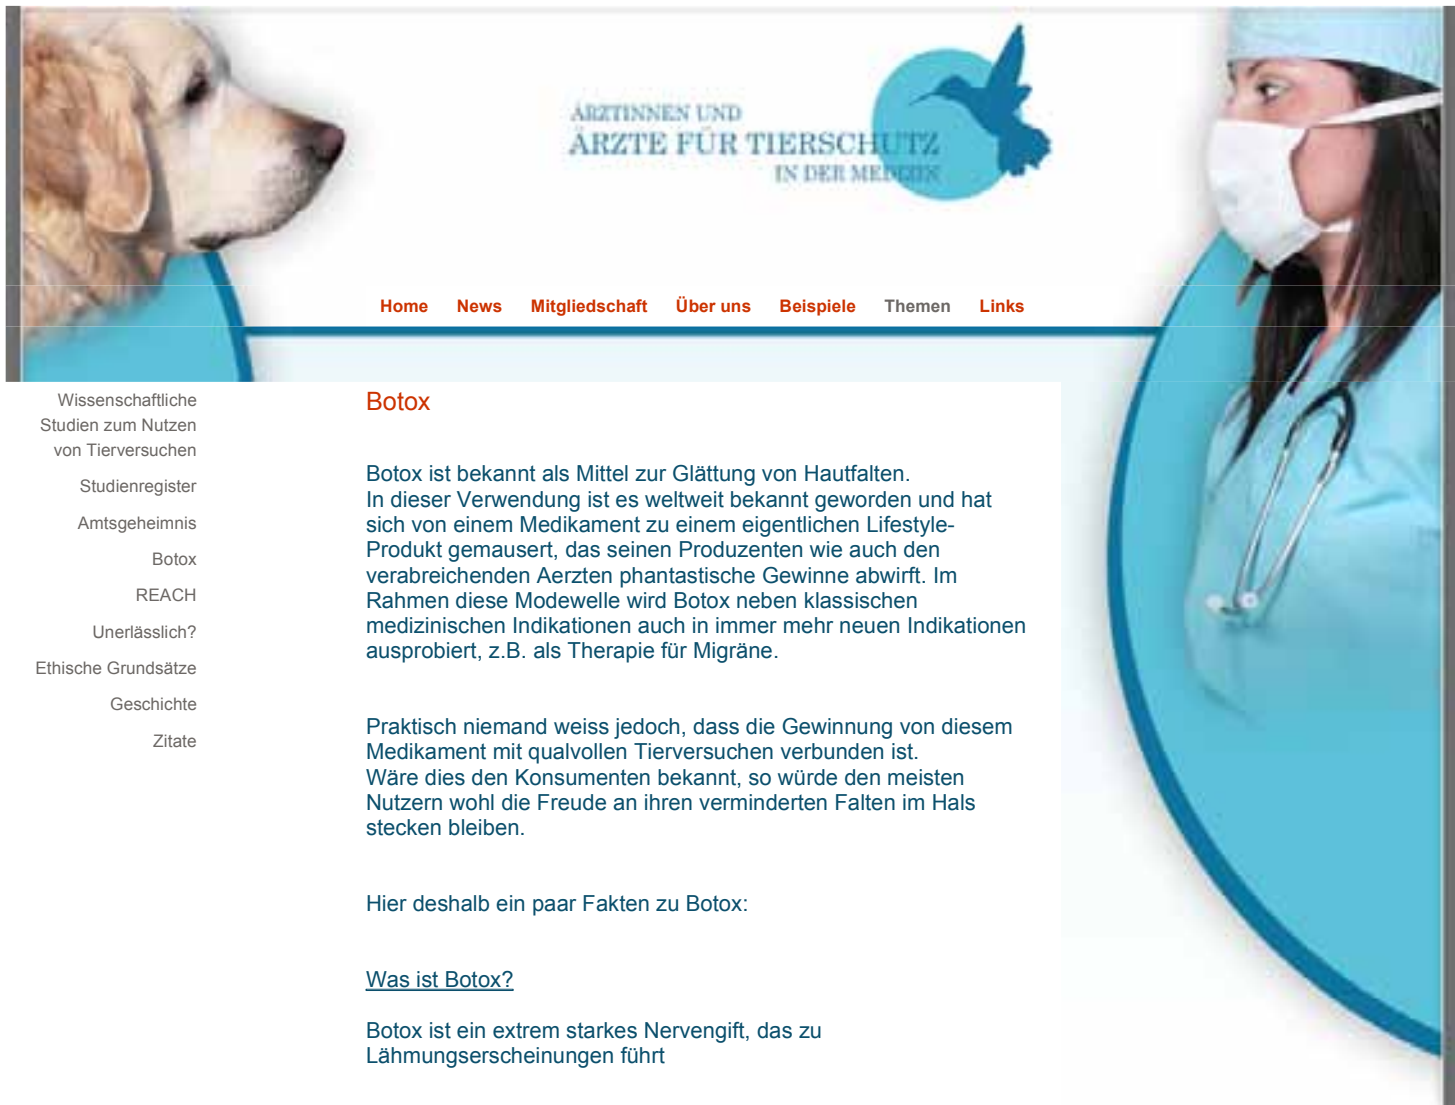 ÄRZTINNEN UND
ÄRZTE FÜR TIERSCHUTZ
IN DER MEDIZIN
Home News Mitgliedschaft Über uns Beispiele Themen Links
Wissenschaftliche
Studien zum Nutzen
von Tierversuchen
Studienregister
Amtsgeheimnis
Botox
REACH
Unerlässlich?
Ethische Grundsätze
Geschichte
Zitate
Botox
Botox ist bekannt als Mittel zur Glättung von Hautfalten.
In dieser Verwendung ist es weltweit bekannt geworden und hat
sich von einem Medikament zu einem eigentlichen Lifestyle-
Produkt gemausert, das seinen Produzenten wie auch den
verabreichenden Aerzten phantastische Gewinne abwirft. Im
Rahmen diese Modewelle wird Botox neben klassischen
medizinischen Indikationen auch in immer mehr neuen Indikationen
ausprobiert, z.B. als Therapie für Migräne.
Praktisch niemand weiss jedoch, dass die Gewinnung von diesem
Medikament mit qualvollen Tierversuchen verbunden ist.
Wäre dies den Konsumenten bekannt, so würde den meisten
Nutzern wohl die Freude an ihren verminderten Falten im Hals
stecken bleiben.
Hier deshalb ein paar Fakten zu Botox:
Was ist Botox?
Botox ist ein extrem starkes Nervengift, das zu
Lähmungserscheinungen führt